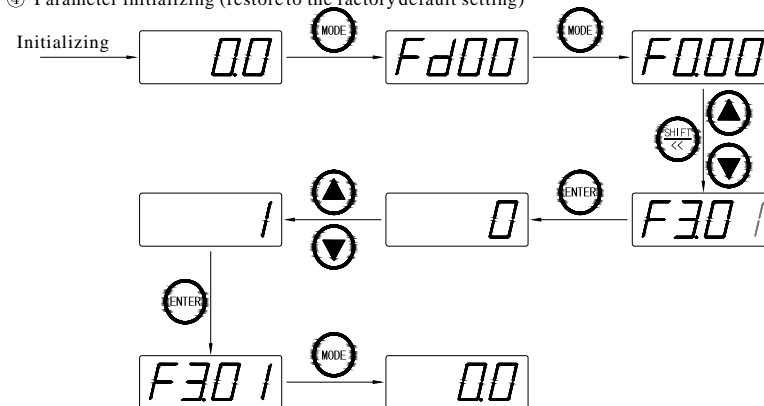 ④ Parameter initializing (restore to the factory default setting)
Initializing
0.0
MODE
Fd00
MODE
F0.00
SHIFT
<<
1
ENTER
0
ENTER
F3.01
ENTER
F3.01
MODE
0.0